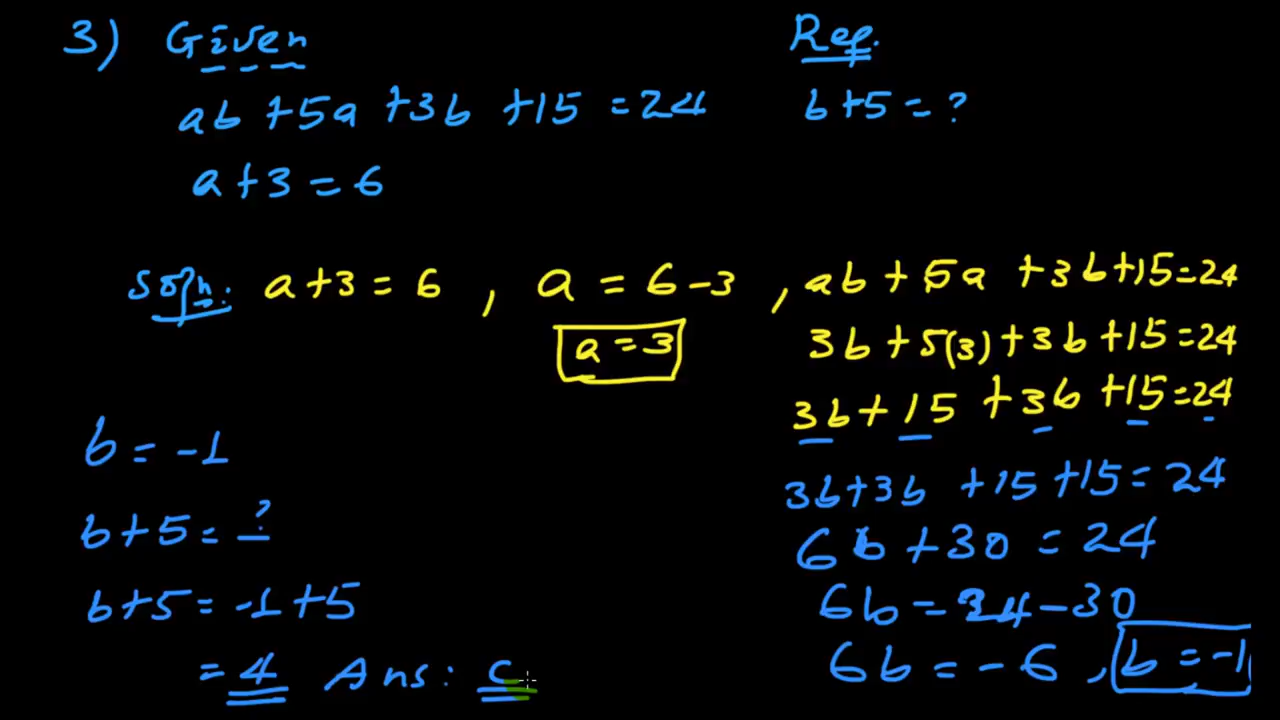 3) Given
ab +5a +3b +15 = 24
a+3 = 6
Req.
b+5 = ?
Soln: a+3 = 6 , a = 6-3 , ab + 5a +3b+15=24
a = 3
3b +5(3) +3b +15=24
3b + 15 +3b +15=24
3b+3b +15 +15 = 24
6b +30 = 24
6b = 24-30
6b = -6 , b = -1
b = -1
b+5 = ?
b+5 = -1 +5
= 4 Ans: C